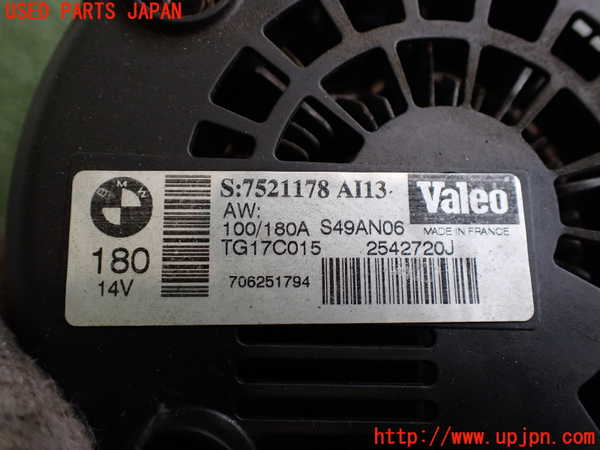 USED PARTS JAPAN
BMW
S:7521178 AI13
Valeo
AW:
100/180A S49AN06
MADE IN FRANCE
180
TG17C015 2542720J
14V
706251794
http://www.upjpn.com/